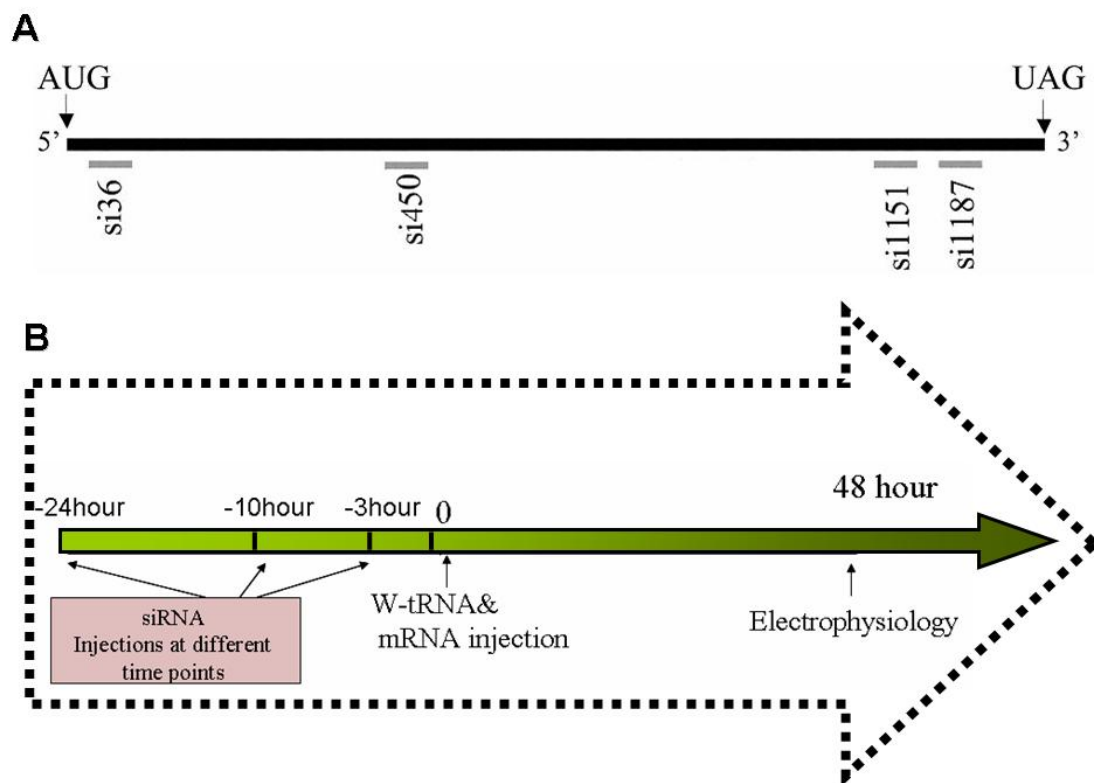 A
AUG
UAG
5’
3’
si36
si450
si1151
si1187
B
-24hour
-10hour
-3hour
0
48 hour
siRNA
Injections at different
time points
W-tRNA&
mRNA injection
Electrophysiology